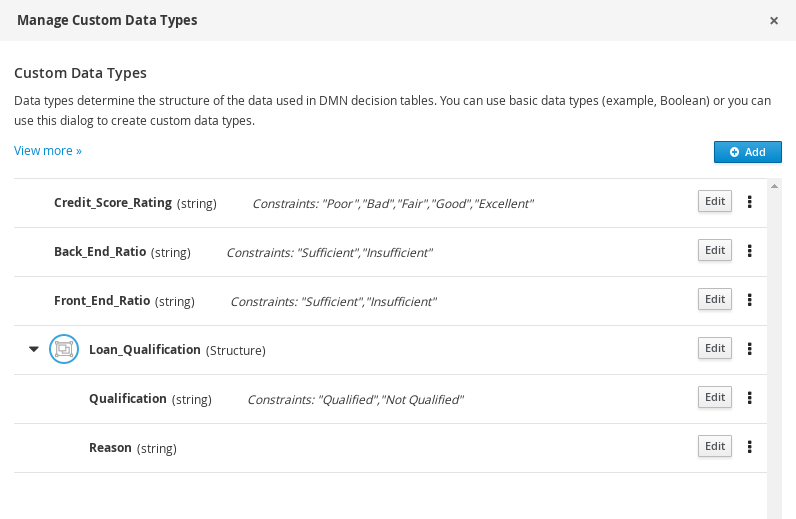 Manage Custom Data Types ×
Custom Data Types
Data types determine the structure of the data used in DMN decision tables. You can use basic data types (example, Boolean) or you can
use this dialog to create custom data types.
View more »
Add
Credit_Score_Rating (string) Constraints: "Poor","Bad","Fair","Good","Excellent" Edit
Back_End_Ratio (string) Constraints: "Sufficient","Insufficient" Edit
Front_End_Ratio (string) Constraints: "Sufficient","Insufficient" Edit
Loan_Qualification (Structure) Edit
Qualification (string) Constraints: "Qualified","Not Qualified" Edit
Reason (string) Edit